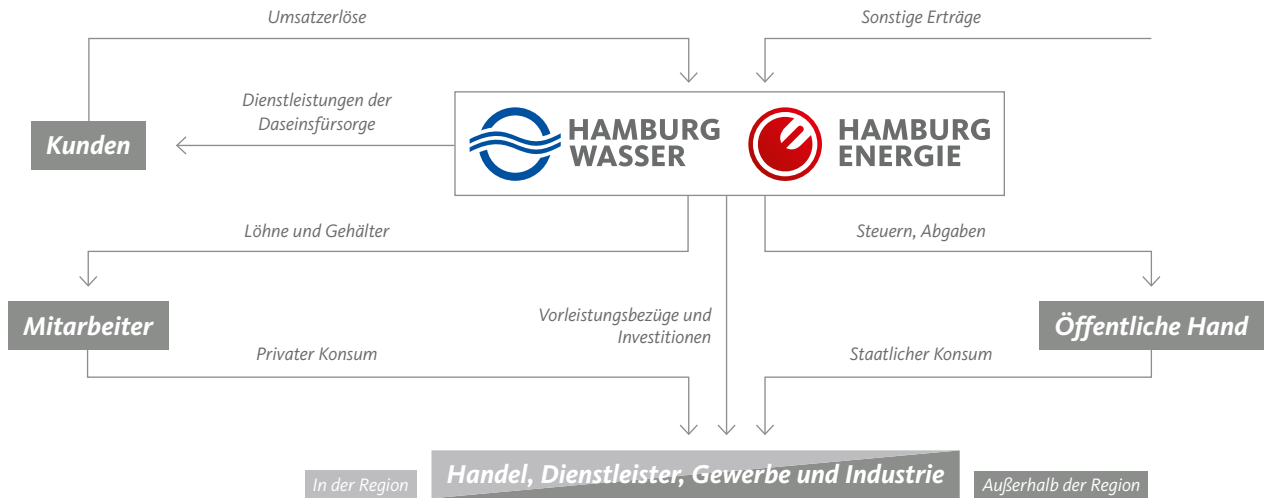 Umsatzerlöse
Sonstige Erträge
Dienstleistungen der
Daseinsfürsorge
Kunden
HAMBURG
WASSER
HAMBURG
ENERGIE
Löhne und Gehälter
Steuern, Abgaben
Mitarbeiter
Vorleistungsbezüge und
Investitionen
Öffentliche Hand
Privater Konsum
Staatlicher Konsum
In der Region
Handel, Dienstleister, Gewerbe und Industrie
Außerhalb der Region